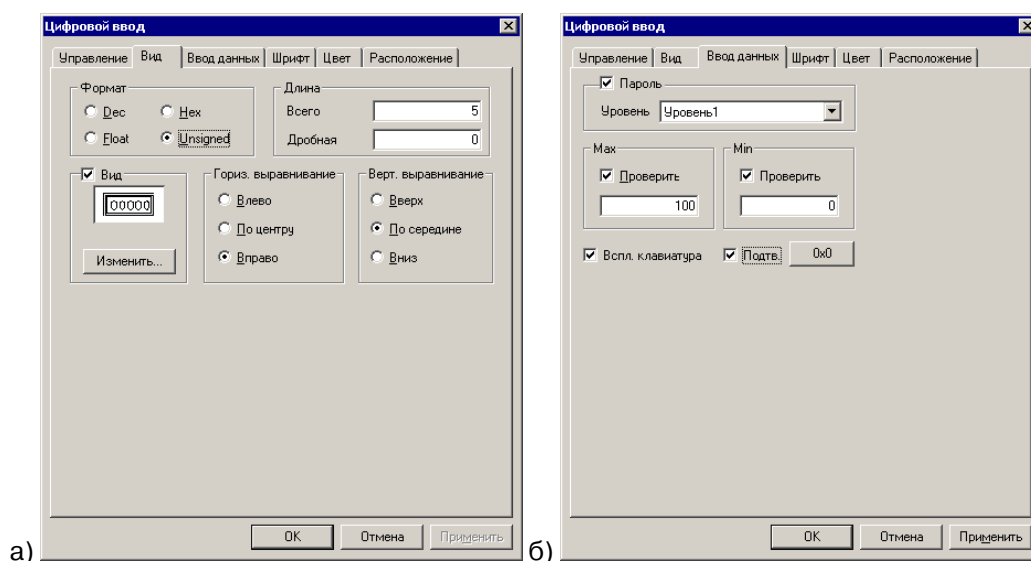 Цифровой ввод
Управление Вид Ввод данных Шрифт Цвет Расположение
Формат
Dec Hex
Float Unsigned
Длина
Всего 5
Дробная 0
Вид
00000
Изменить...
Гориз. выравнивание
Влево
По центру
Вправо
Верт. выравнивание
Вверх
По середине
Вниз
OK Отмена Применить
а)
Цифровой ввод
Управление Вид Ввод данных Шрифт Цвет Расположение
Пароль
Уровень Уровень1
Max
Проверить
100
Min
Проверить
0
Вспл. клавиатура Подтв. 0x0
OK Отмена Применить
б)